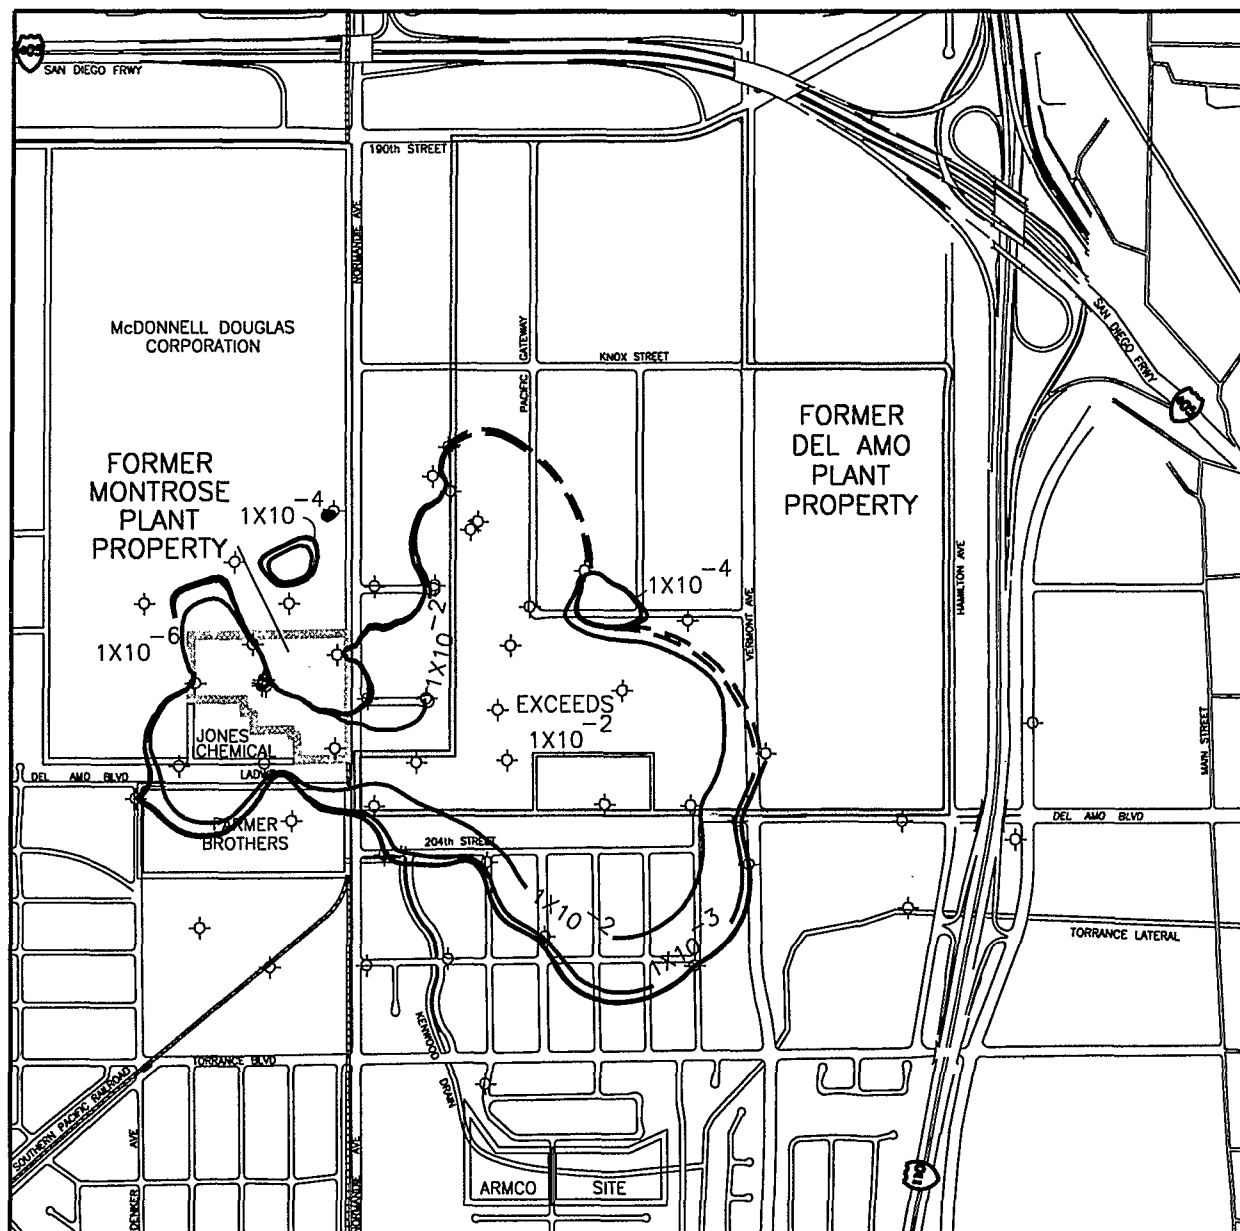 405
SAN DIEGO FRWY
190th STREET
NORMANDIE AVE
McDONNELL DOUGLAS
CORPORATION
PACIFIC GATEWAY
KNOX STREET
SAN DIEGO FRWY
405
FORMER
DEL AMO
PLANT
PROPERTY
FORMER
MONTROSE
PLANT
PROPERTY
1X10 -4
1X10 -4
HAMILTON AVE
VERMONT AVE
1X10 -6
1X10 -2
EXCEEDS
1X10 -2
JONES
CHEMICAL
MAIN STREET
DEL AMO BLVD
DEL AMO BLVD
FARMER
BROTHERS
204th STREET
1X10 -2
1X10 -3
TORRANCE LATERAL
KENWOOD
DRAIN
TORRANCE BLVD
SOUTHERN PACIFIC RAILROAD
DENKER AVE
NORMANDIE AVE
110
ARMCO SITE